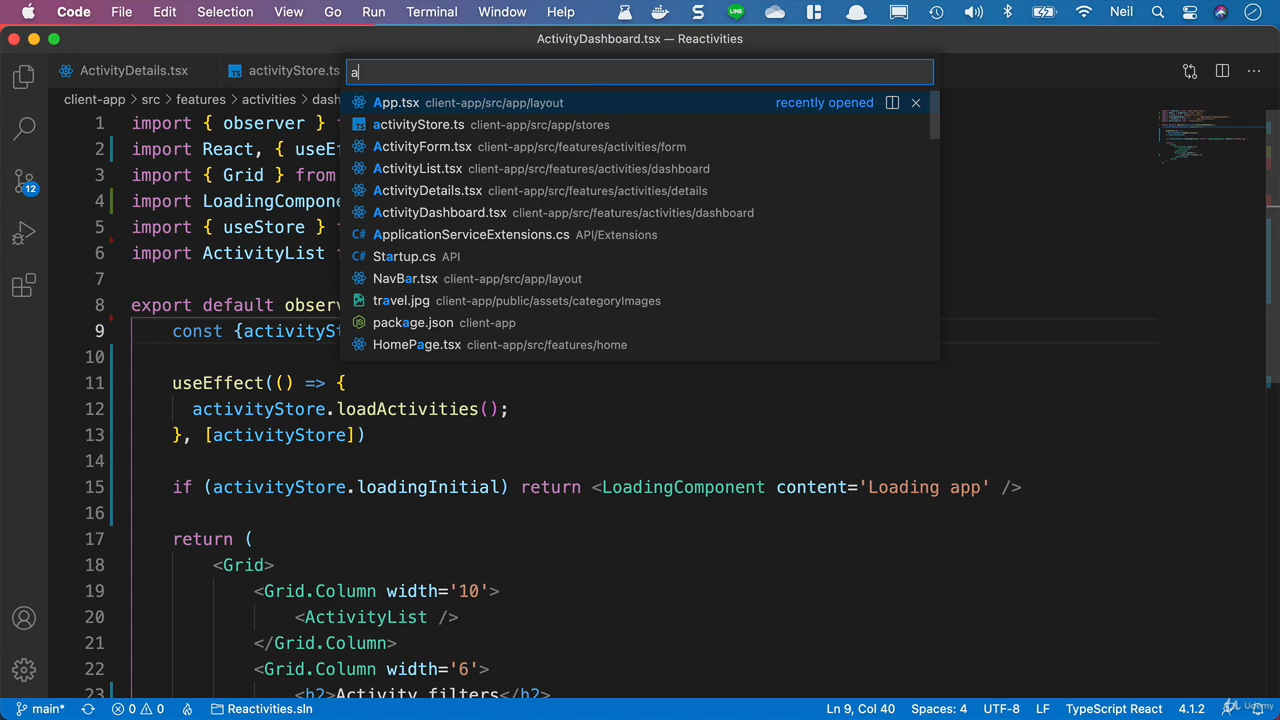 Code File Edit Selection View Go Run Terminal Window Help Neil
ActivityDashboard.tsx — Reactivities
ActivityDetails.tsx activityStore.ts
a
client-app > src > features > activities > dash
App.tsx client-app/src/app/layout recently opened
activityStore.ts client-app/src/app/stores
ActivityForm.tsx client-app/src/features/activities/form
ActivityList.tsx client-app/src/features/activities/dashboard
ActivityDetails.tsx client-app/src/features/activities/details
ActivityDashboard.tsx client-app/src/features/activities/dashboard
ApplicationServiceExtensions.cs API/Extensions
Startup.cs API
NavBar.tsx client-app/src/app/layout
travel.jpg client-app/public/assets/categoryImages
package.json client-app
HomePage.tsx client-app/src/features/home
1 import { observer }
2 import React, { useEf
3 import { Grid } from
4 import LoadingCompone
5 import { useStore }
6 import ActivityList
7
8 export default observ
9 const {activitySt
10
11 useEffect(() => {
12 activityStore.loadActivities();
13 }, [activityStore])
14
15 if (activityStore.loadingInitial) return <LoadingComponent content='Loading app' />
16
17 return (
18 <Grid>
19 <Grid.Column width='10'>
20 <ActivityList />
21 </Grid.Column>
22 <Grid.Column width='6'>
23 <h2>Activity filters</h2>
12
main* 0 0 Reactivities.sln Ln 9, Col 40 Spaces: 4 UTF-8 LF TypeScript React 4.1.2
Udemy